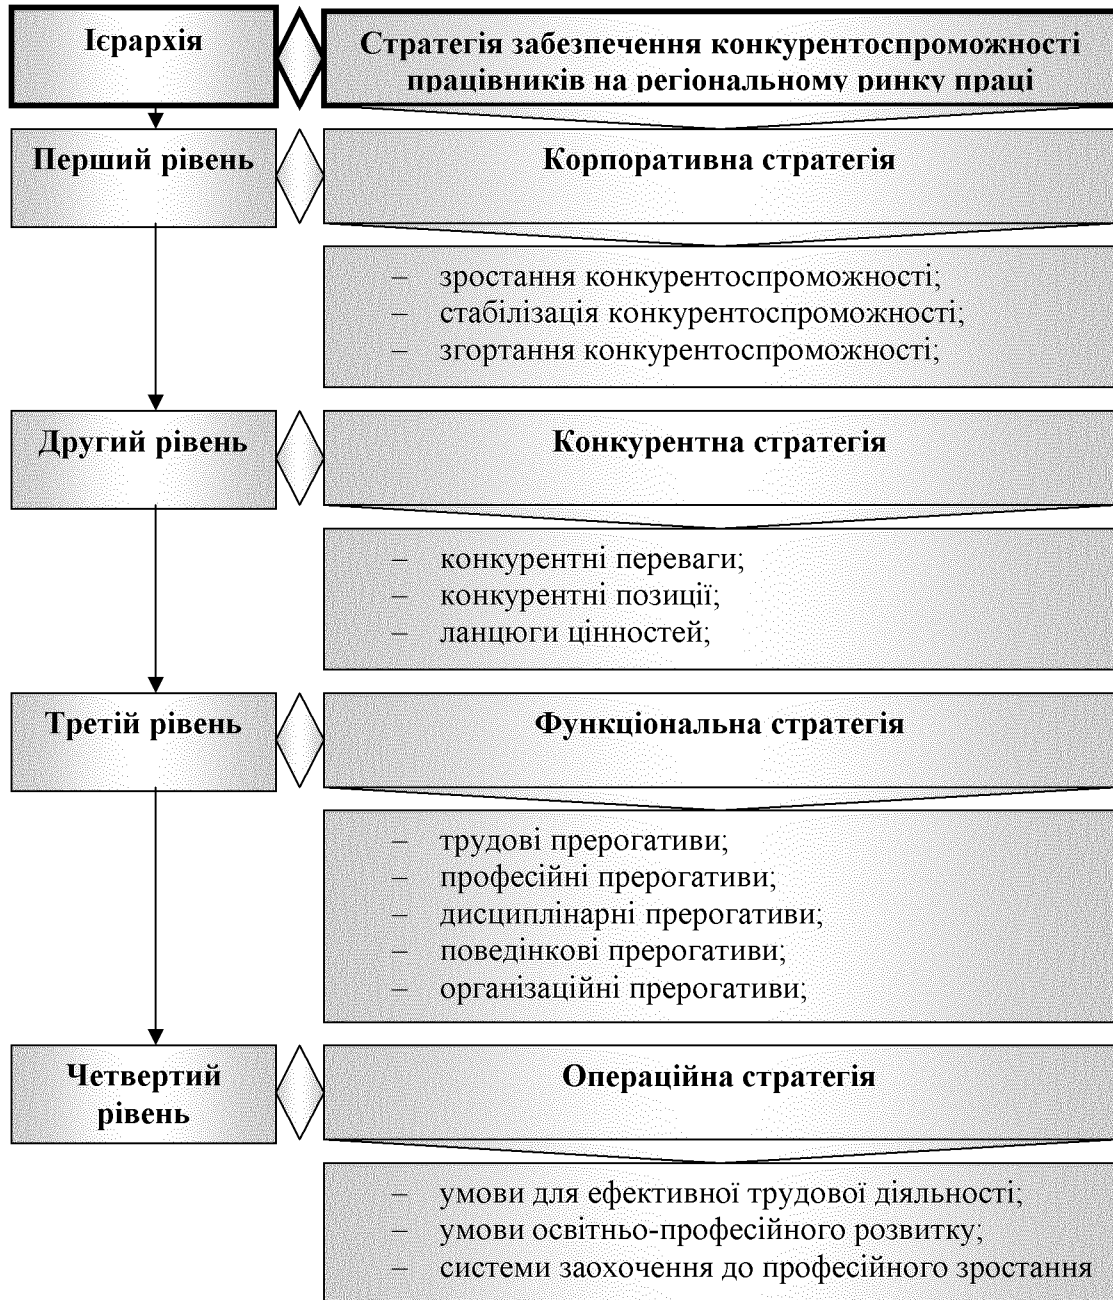 Ієрархія
Стратегія забезпечення конкурентоспроможності
працівників на регіональному ринку праці
Перший рівень
Корпоративна стратегія
– зростання конкурентоспроможності;
– стабілізація конкурентоспроможності;
– згортання конкурентоспроможності;
Другий рівень
Конкурентна стратегія
– конкурентні переваги;
– конкурентні позиції;
– ланцюги цінностей;
Третій рівень
Функціональна стратегія
– трудові прерогативи;
– професійні прерогативи;
– дисциплінарні прерогативи;
– поведінкові прерогативи;
– організаційні прерогативи;
Четвертий
рівень
Операційна стратегія
– умови для ефективної трудової діяльності;
– умови освітньо-професійного розвитку;
– системи заохочення до професійного зростання